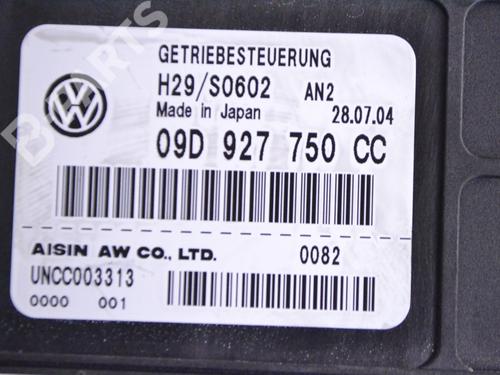 GETRIEBESTEUERUNG
H29/S0602 AN2
Made in Japan 28.07.04
09D 927 750 CC
AISIN AW CO., LTD. 0082
UNCC003313
0000 001
B-PARTS